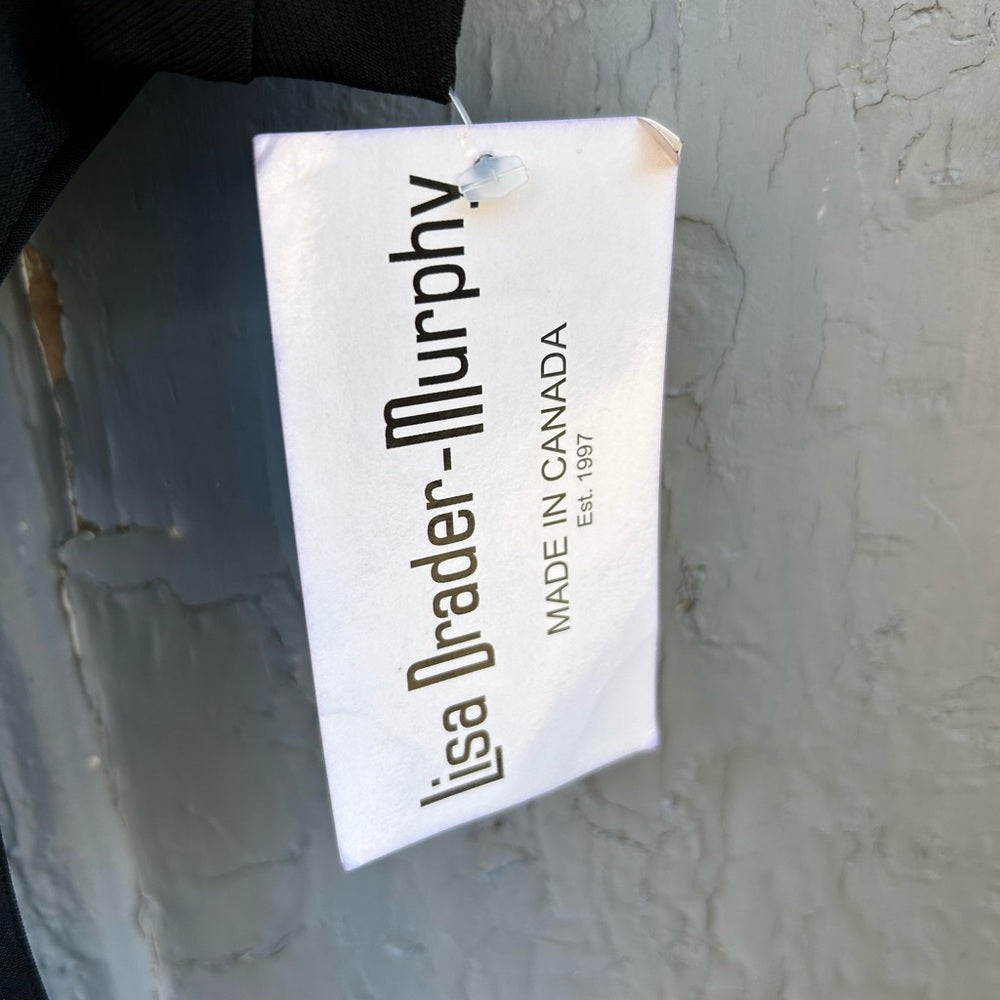 Lisa Drader-Murphy
MADE IN CANADA
Est. 1997